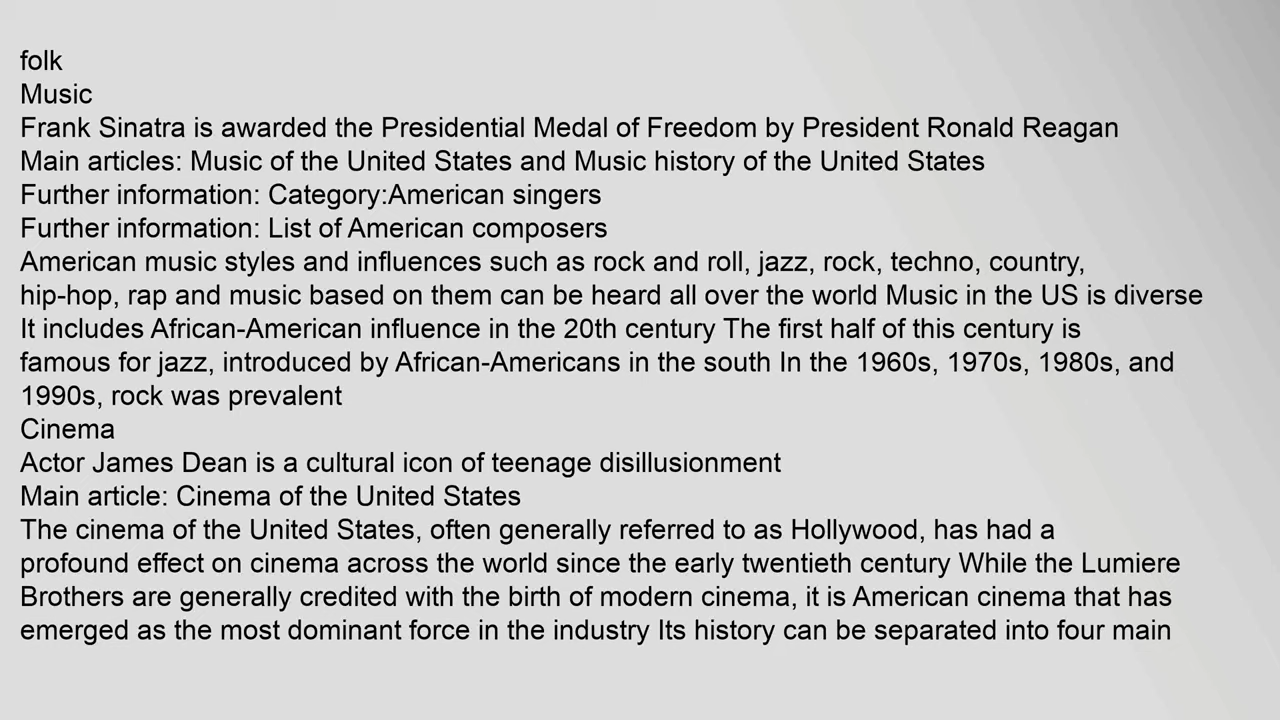 folk
Music
Frank Sinatra is awarded the Presidential Medal of Freedom by President Ronald Reagan
Main articles: Music of the United States and Music history of the United States
Further information: Category:American singers
Further information: List of American composers
American music styles and influences such as rock and roll, jazz, rock, techno, country,
hip-hop, rap and music based on them can be heard all over the world Music in the US is diverse
It includes African-American influence in the 20th century The first half of this century is
famous for jazz, introduced by African-Americans in the south In the 1960s, 1970s, 1980s, and
1990s, rock was prevalent
Cinema
Actor James Dean is a cultural icon of teenage disillusionment
Main article: Cinema of the United States
The cinema of the United States, often generally referred to as Hollywood, has had a
profound effect on cinema across the world since the early twentieth century While the Lumiere
Brothers are generally credited with the birth of modern cinema, it is American cinema that has
emerged as the most dominant force in the industry Its history can be separated into four main